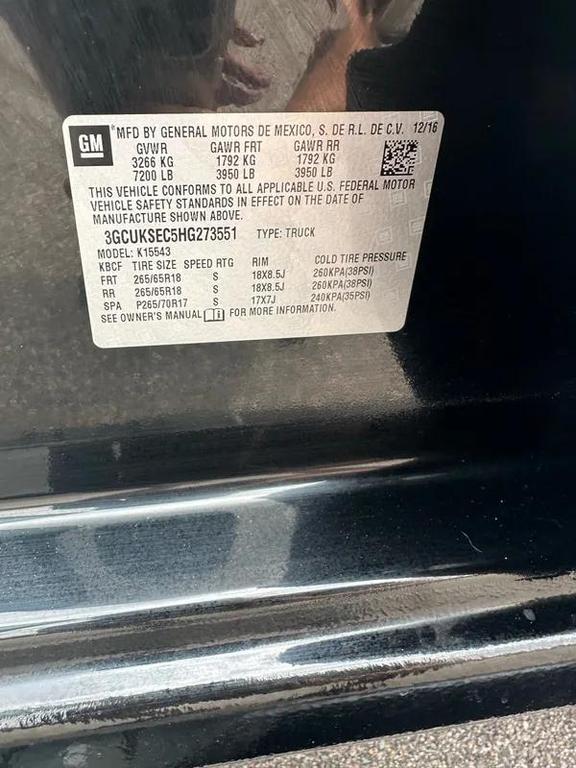 GM
MFD BY GENERAL MOTORS DE MEXICO, S. DE R.L. DE C.V. 12/16
GVWR GAWR FRT GAWR RR
3266 KG 1792 KG 1792 KG
7200 LB 3950 LB 3950 LB
THIS VEHICLE CONFORMS TO ALL APPLICABLE U.S. FEDERAL MOTOR
VEHICLE SAFETY STANDARDS IN EFFECT ON THE DATE OF
MANUFACTURE SHOWN ABOVE.
3GCUKSEC5HG273551 TYPE: TRUCK
MODEL: K15543
KBCF TIRE SIZE SPEED RTG RIM COLD TIRE PRESSURE
FRT 265/65R18 S 18X8.5J 260KPA(38PSI)
RR 265/65R18 S 18X8.5J 260KPA(38PSI)
SPA P265/70R17 S 17X7J 240KPA(35PSI)
SEE OWNER'S MANUAL FOR MORE INFORMATION.